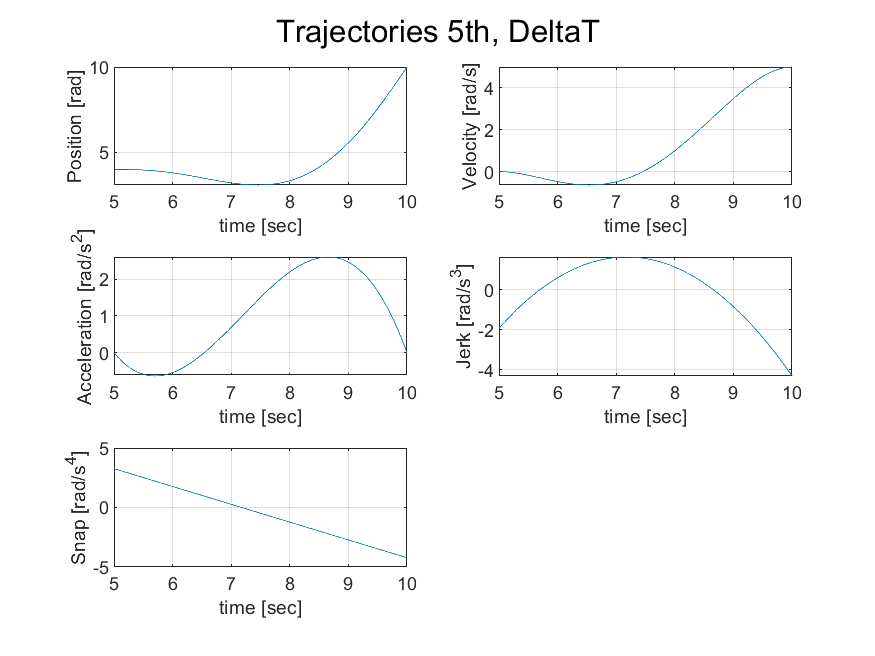 Trajectories 5th, DeltaT
Position [rad]
10
5
5 6 7 8 9 10
time [sec]
Velocity [rad/s]
4
2
0
5 6 7 8 9 10
time [sec]
Acceleration [rad/s²]
2
1
0
5 6 7 8 9 10
time [sec]
Jerk [rad/s³]
0
-2
-4
5 6 7 8 9 10
time [sec]
Snap [rad/s⁴]
5
0
-5
5 6 7 8 9 10
time [sec]